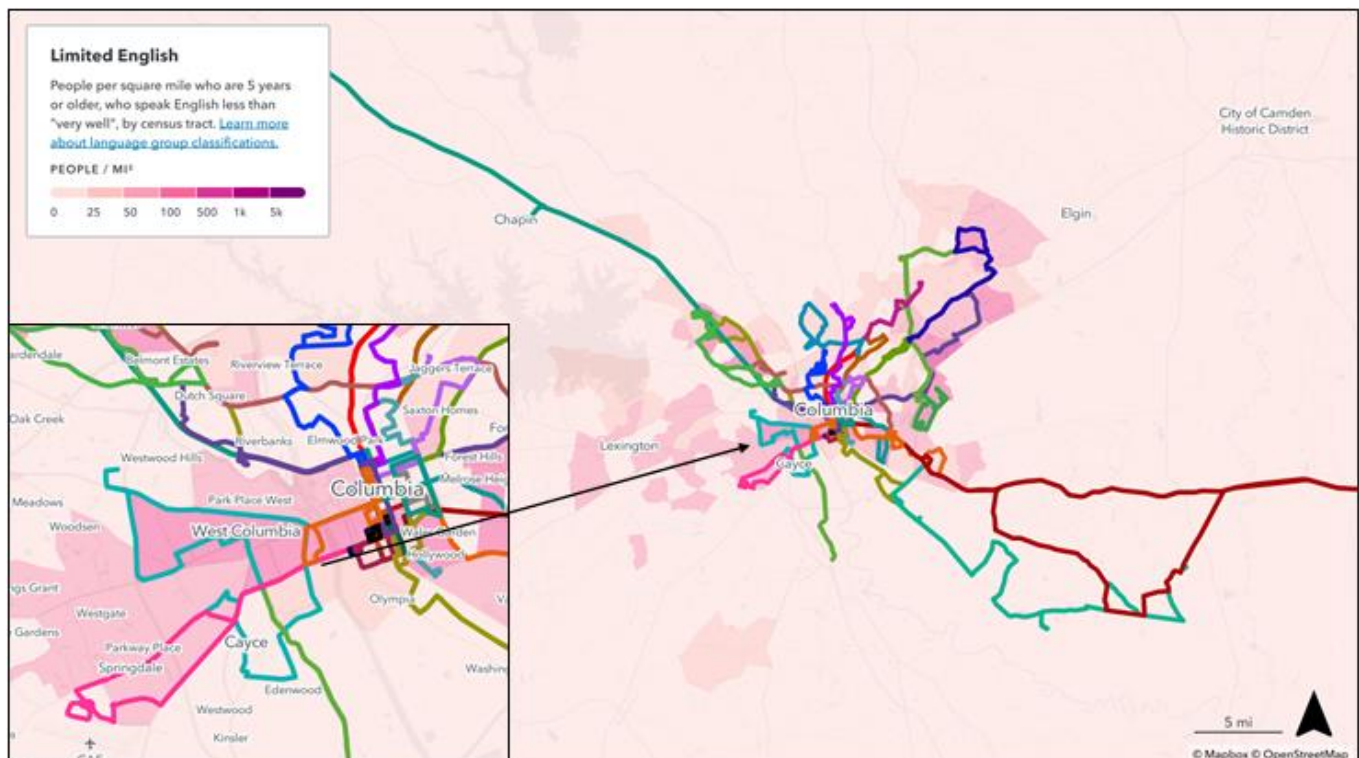 Limited English
People per square mile who are 5 years
or older, who speak English less than
"very well", by census tract. Learn more
about language group classifications.
PEOPLE / MI²
0 25 50 100 500 1k 5k
City of Camden
Historic District
Chapin
Elgin
Columbia
Lexington
Cayce
Belmont Estates
Riverview Terrace
Jaggers Terrace
Dutch Square
Saxton Homes
Oak Creek
Riverbanks
Elmwood Park
Westwood Hills
Forest Hills
Columbia
Meadows
Park Place West
Woodsen
West Columbia
Hollywood
Westgate
Olympia
Gardens
Parkway Place
Cayce
Springdale
Edenwood
Westwood
Kinsler
5 mi
© Mapbox © OpenStreetMap